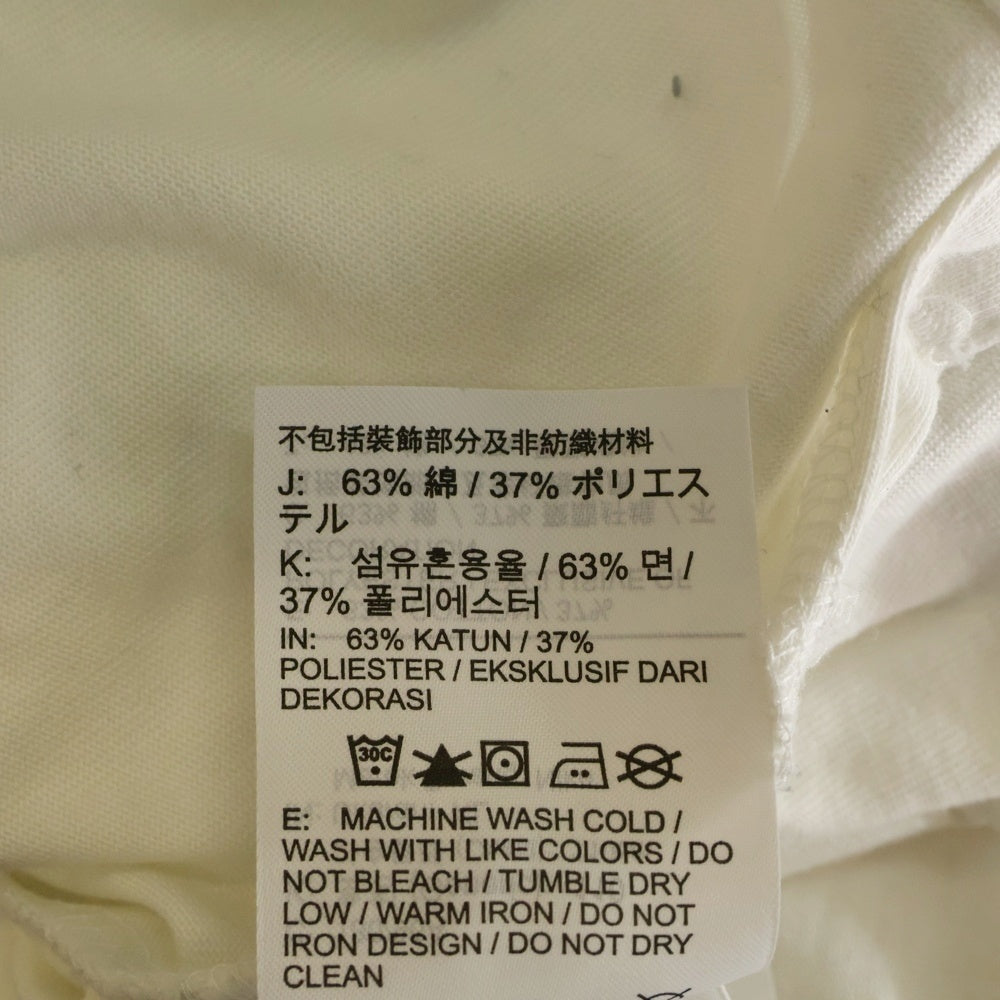 不包括裝飾部分及非紡織材料
J: 63% 綿 / 37% ポリエス
テル
K: 섬유혼용율 / 63% 면 /
37% 폴리에스터
IN: 63% KATUN / 37%
POLIESTER / EKSKLUSIF DARI
DEKORASI
30C
E: MACHINE WASH COLD /
WASH WITH LIKE COLORS / DO
NOT BLEACH / TUMBLE DRY
LOW / WARM IRON / DO NOT
IRON DESIGN / DO NOT DRY
CLEAN